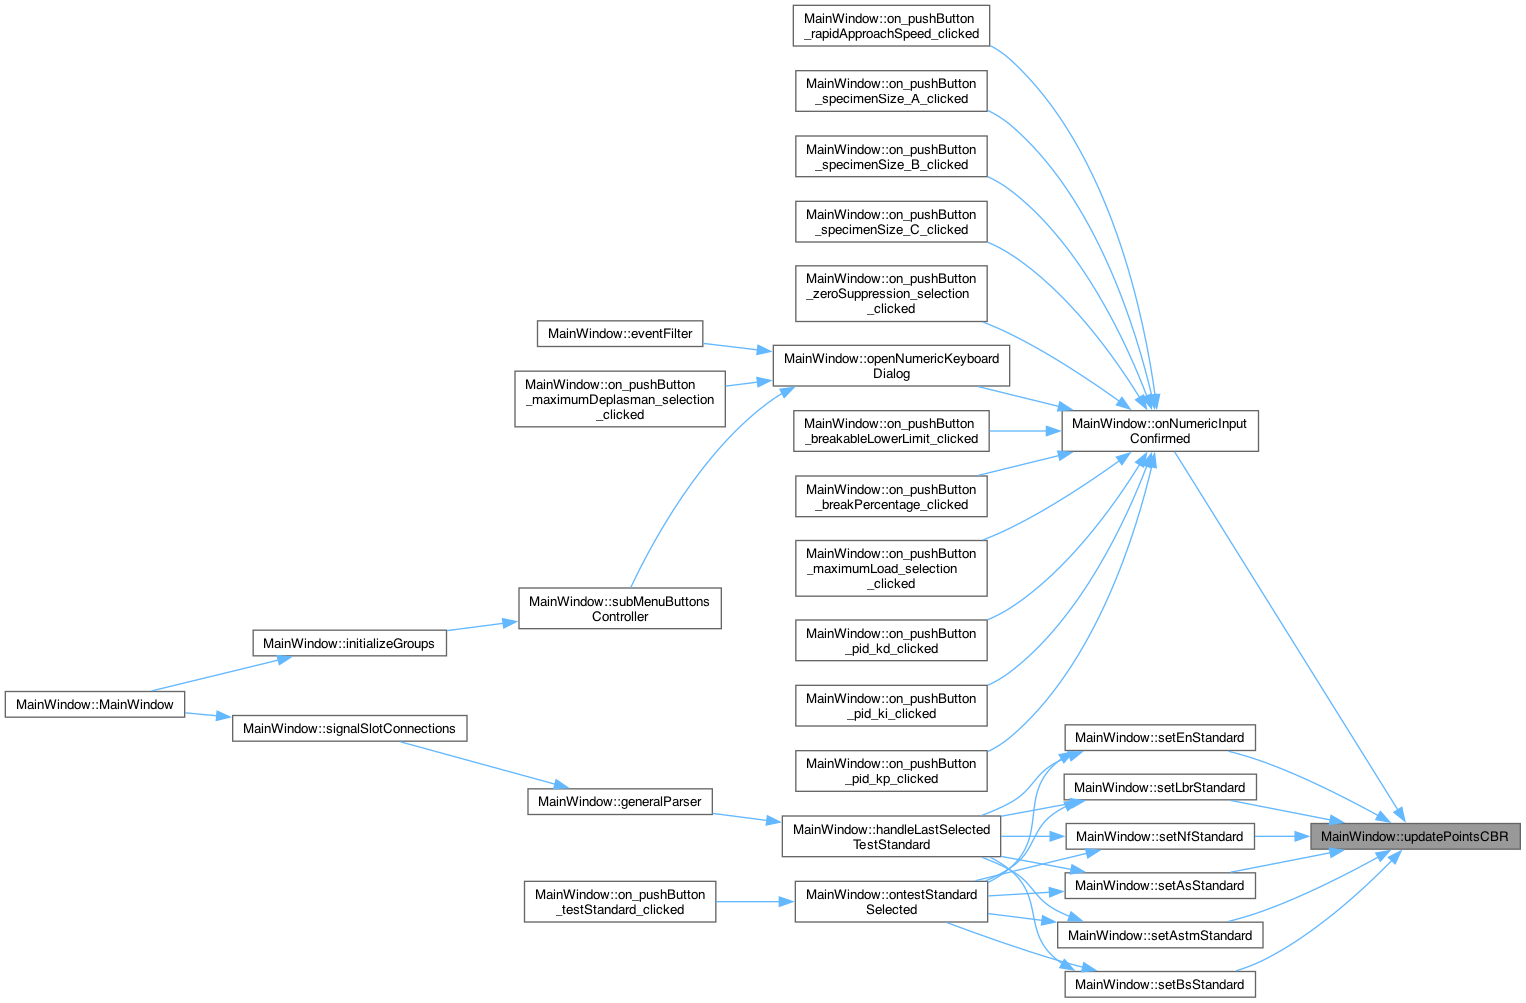 MainWindow::on_pushButton
_rapidApproachSpeed_clicked
MainWindow::on_pushButton
_specimenSize_A_clicked
MainWindow::on_pushButton
_specimenSize_B_clicked
MainWindow::on_pushButton
_specimenSize_C_clicked
MainWindow::on_pushButton
_zeroSuppression_selection
_clicked
MainWindow::eventFilter
MainWindow::openNumericKeyboard
Dialog
MainWindow::on_pushButton
_maximumDeplasman_selection
_clicked
MainWindow::on_pushButton
_breakableLowerLimit_clicked
MainWindow::onNumericInput
Confirmed
MainWindow::on_pushButton
_breakPercentage_clicked
MainWindow::on_pushButton
_maximumLoad_selection
_clicked
MainWindow::subMenuButtons
Controller
MainWindow::initializeGroups
MainWindow::on_pushButton
_pid_kd_clicked
MainWindow::MainWindow
MainWindow::on_pushButton
_pid_ki_clicked
MainWindow::signalSlotConnections
MainWindow::setEnStandard
MainWindow::on_pushButton
_pid_kp_clicked
MainWindow::setLbrStandard
MainWindow::generalParser
MainWindow::handleLastSelected
TestStandard
MainWindow::setNfStandard
MainWindow::updatePointsCBR
MainWindow::setAsStandard
MainWindow::on_pushButton
_testStandard_clicked
MainWindow::ontestStandard
Selected
MainWindow::setAstmStandard
MainWindow::setBsStandard